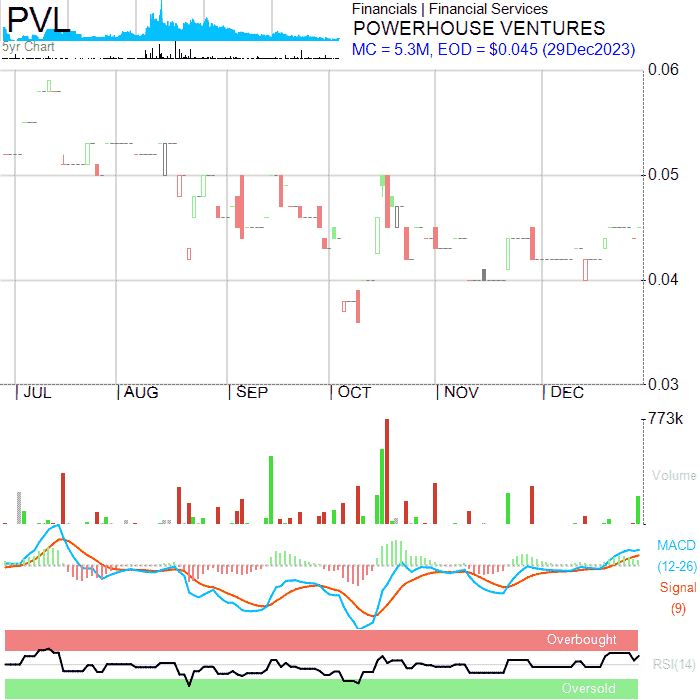 PVL
5yr Chart
Financials | Financial Services
POWERHOUSE VENTURES
MC = 5.3M, EOD = $0.045 (29Dec2023)
0.06
0.05
0.04
0.03
JUL AUG SEP OCT NOV DEC
773k
Volume
MACD
(12-26)
Signal
(9)
Overbought
RSI(14)
Oversold